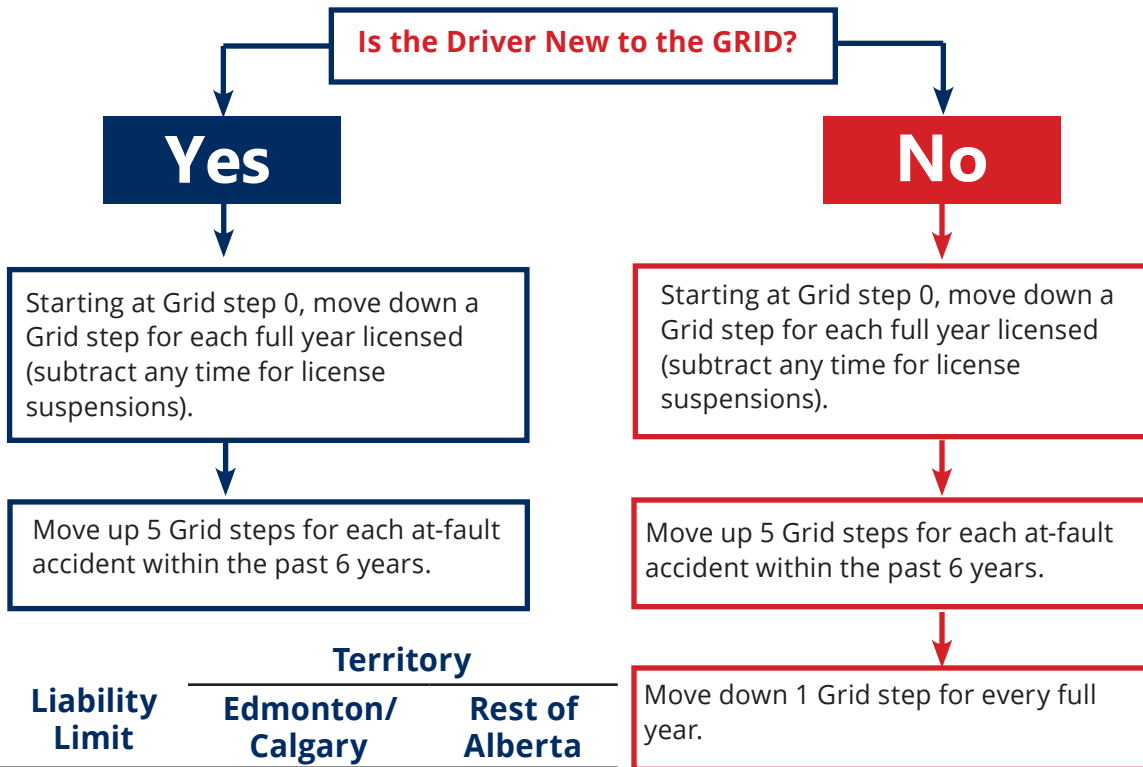 Is the Driver New to the GRID?
Yes
No
Starting at Grid step 0, move down a
Grid step for each full year licensed
(subtract any time for license
suspensions).
Starting at Grid step 0, move down a
Grid step for each full year licensed
(subtract any time for license
suspensions).
Move up 5 Grid steps for each at-fault
accident within the past 6 years.
Move up 5 Grid steps for each at-fault
accident within the past 6 years.
Territory
Liability
Limit
Edmonton/
Calgary
Rest of
Alberta
Move down 1 Grid step for every full
year.